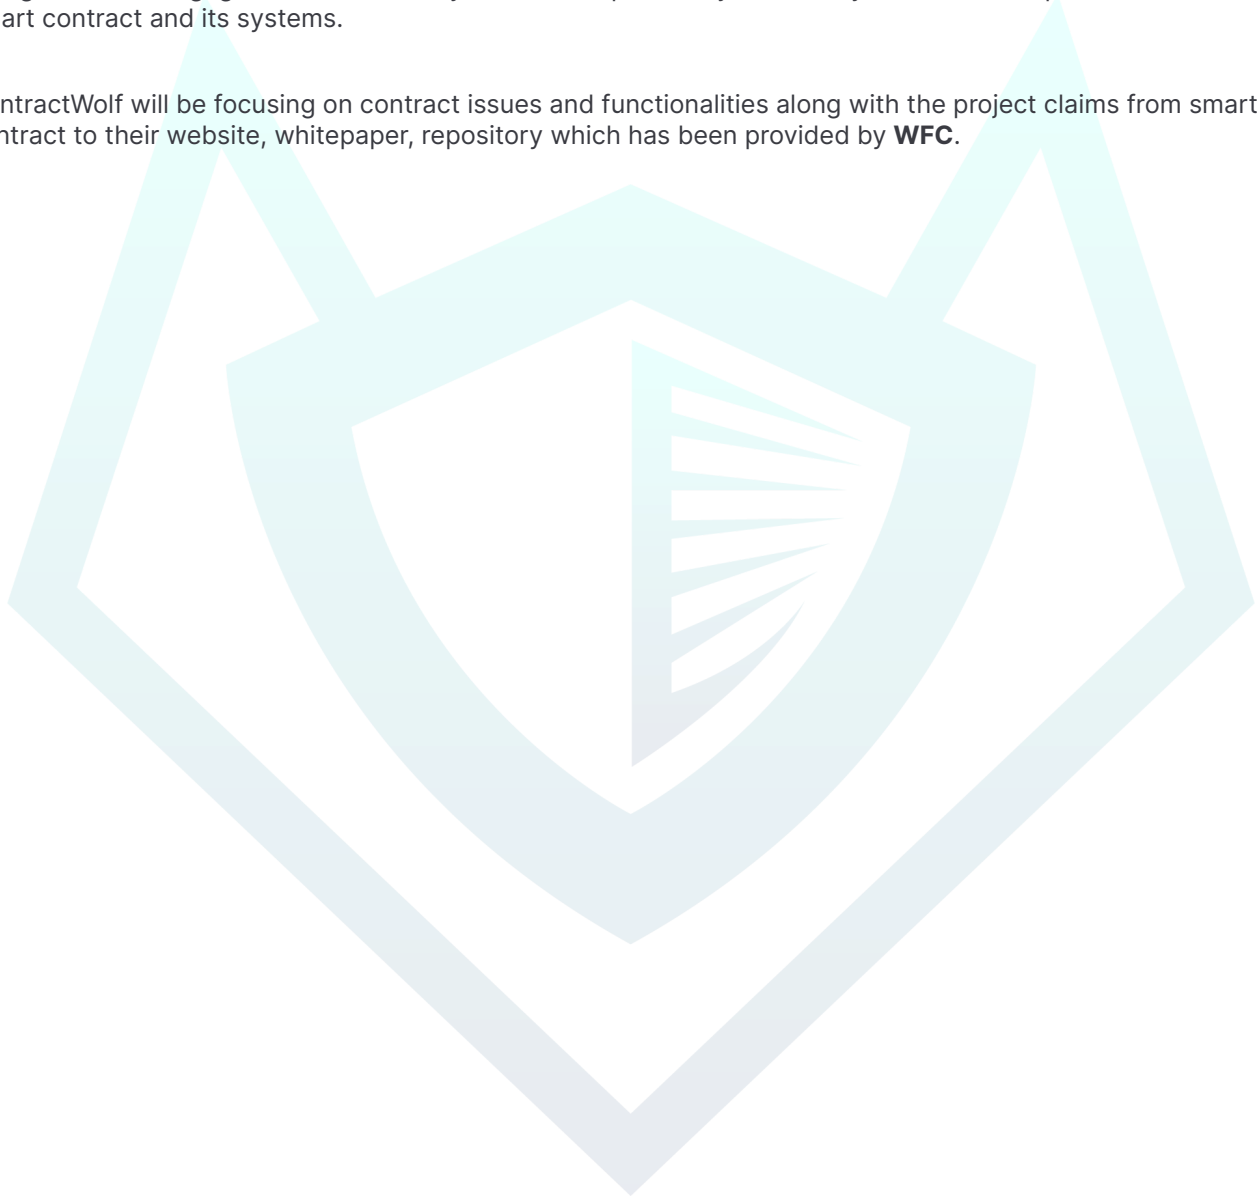 art contract and its systems.
ntractWolf will be focusing on contract issues and functionalities along with the project claims from smart
ntract to their website, whitepaper, repository which has been provided by WFC.